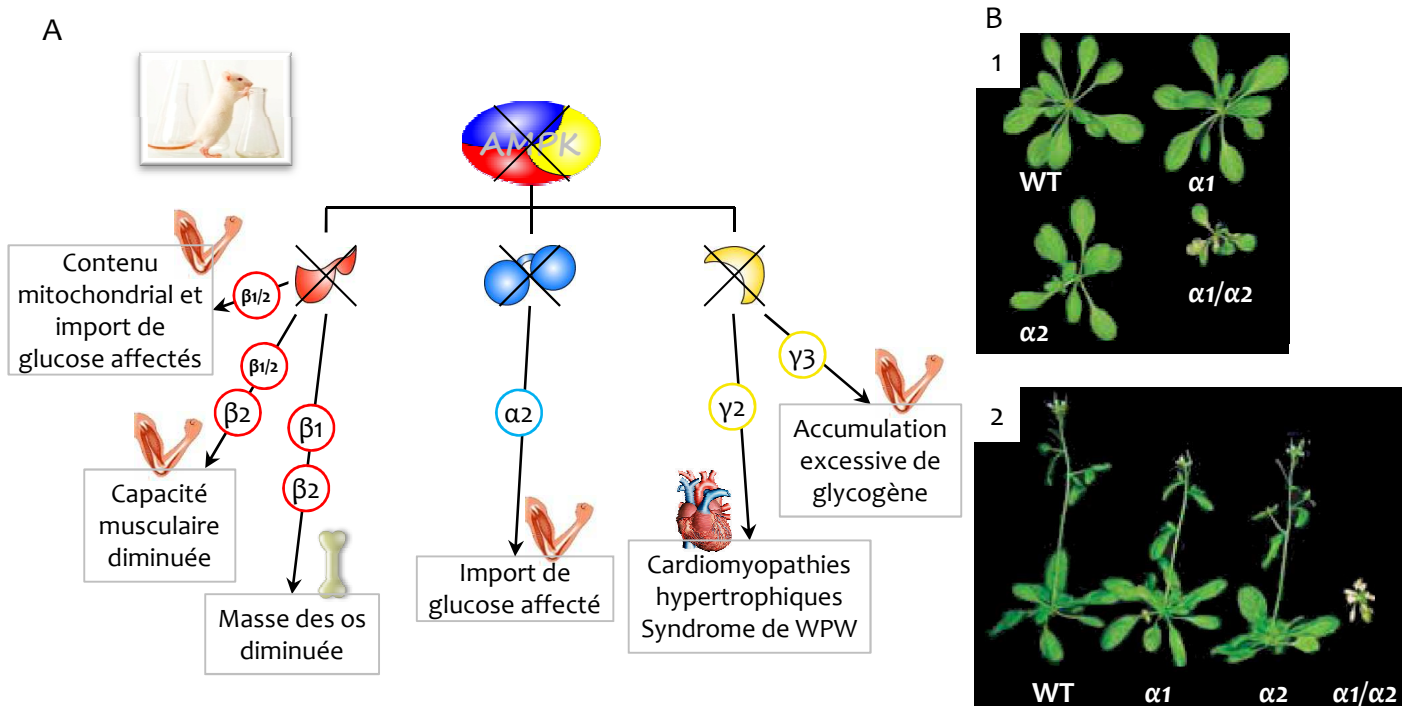 A
AMPK
β1/2
Contenu
mitochondrial et
import de
glucose affectés
β1/2
β2
Capacité
musculaire
diminuée
β1
β2
Masse des os
diminuée
α2
Import de
glucose affecté
γ2
Cardiomyopathies
hypertrophiques
Syndrome de WPW
γ3
Accumulation
excessive de
glycogène
B
1
WT
α1
α2
α1/α2
2
WT
α1
α2
α1/α2